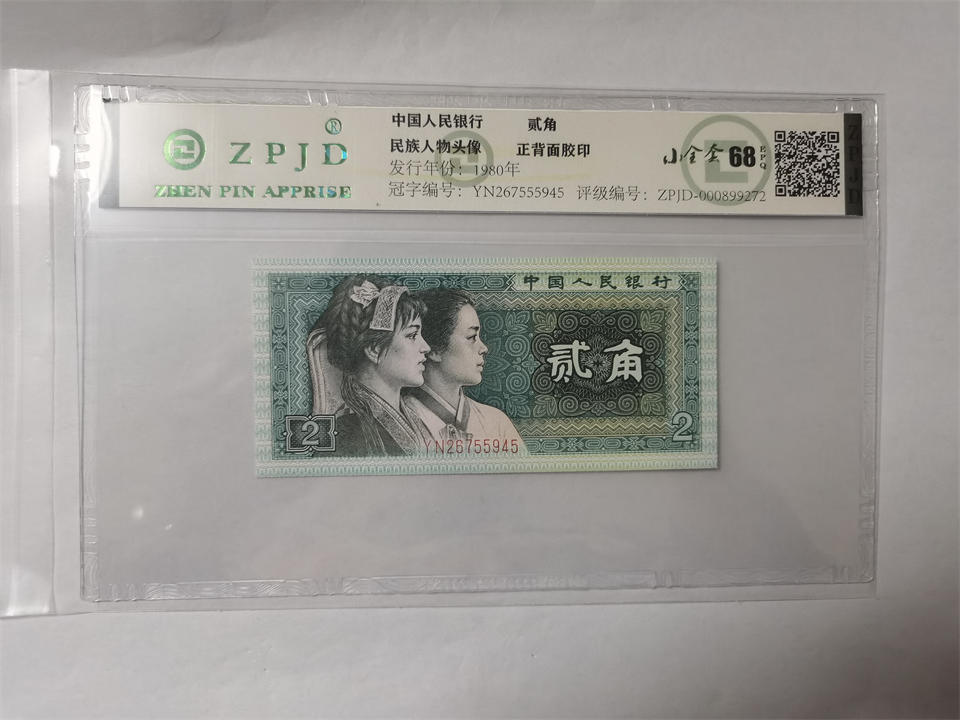 ZPJD®
ZHEN PIN APPRISE
中国人民银行 贰角
民族人物头像 正背面胶印
发行年份：1980年
冠字编号：YN267555945 评级编号：ZPJD-000899272
小全金 68 EPQ
ZPJD
中国人民银行
贰角
2
YN26755945
2